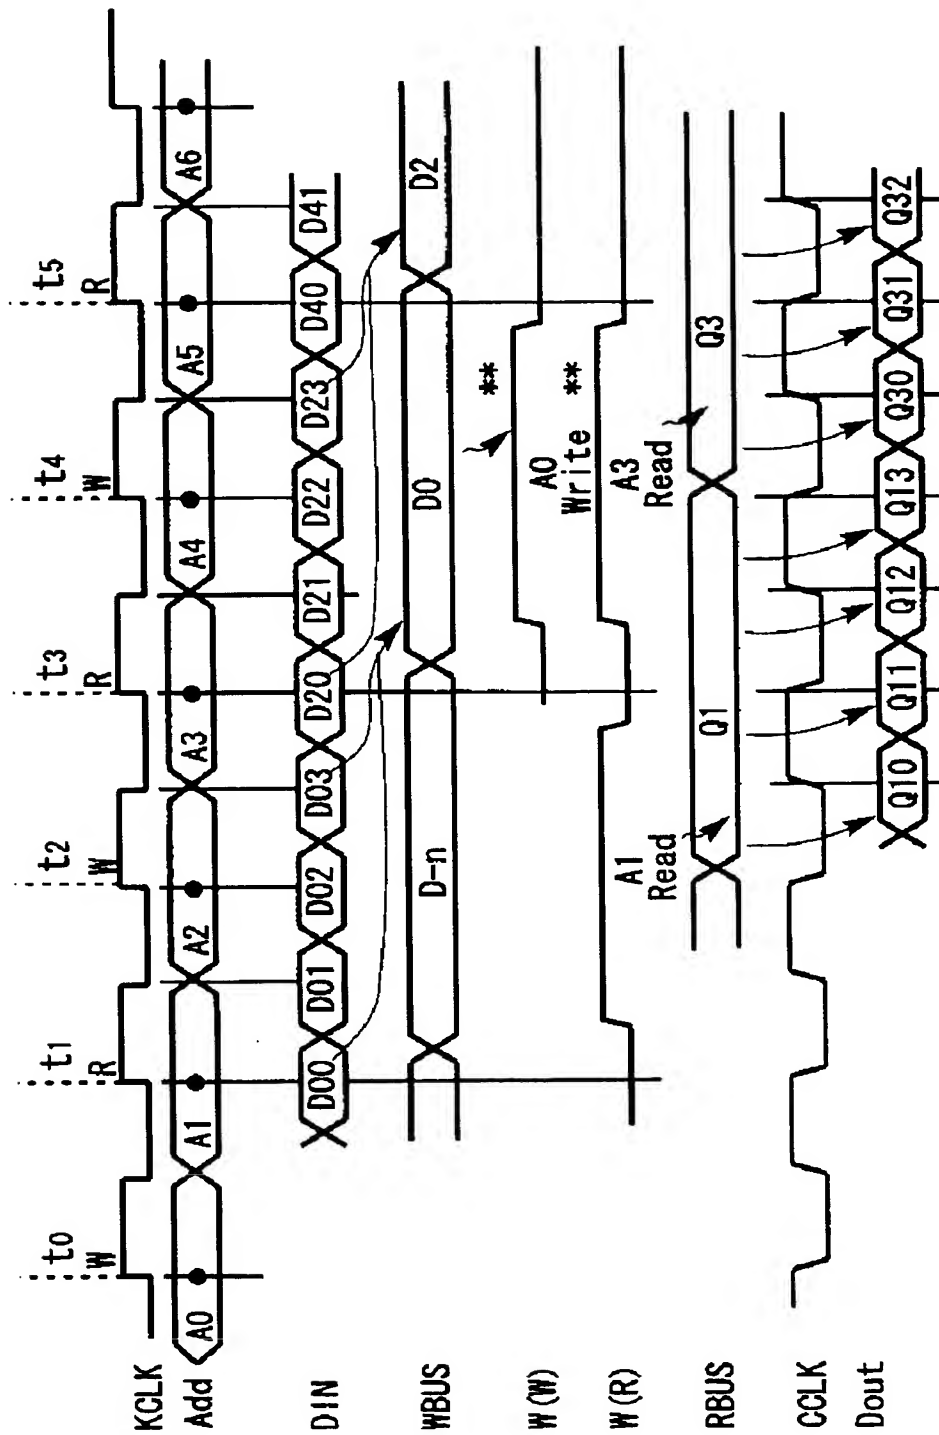 t0 t1 t2 t3 t4 t5
W R W R W R
KCLK
Add A0 A1 A2 A3 A4 A5 A6
DIN D00 D01 D02 D03 D20 D21 D22 D23 D40 D41
WBUS D-n D0 D2
W(W) **
A0
Write **
W(R)
A1
Read
A3
Read
RBUS Q1 Q3
CCLK
Dout Q10 Q11 Q12 Q13 Q30 Q31 Q32